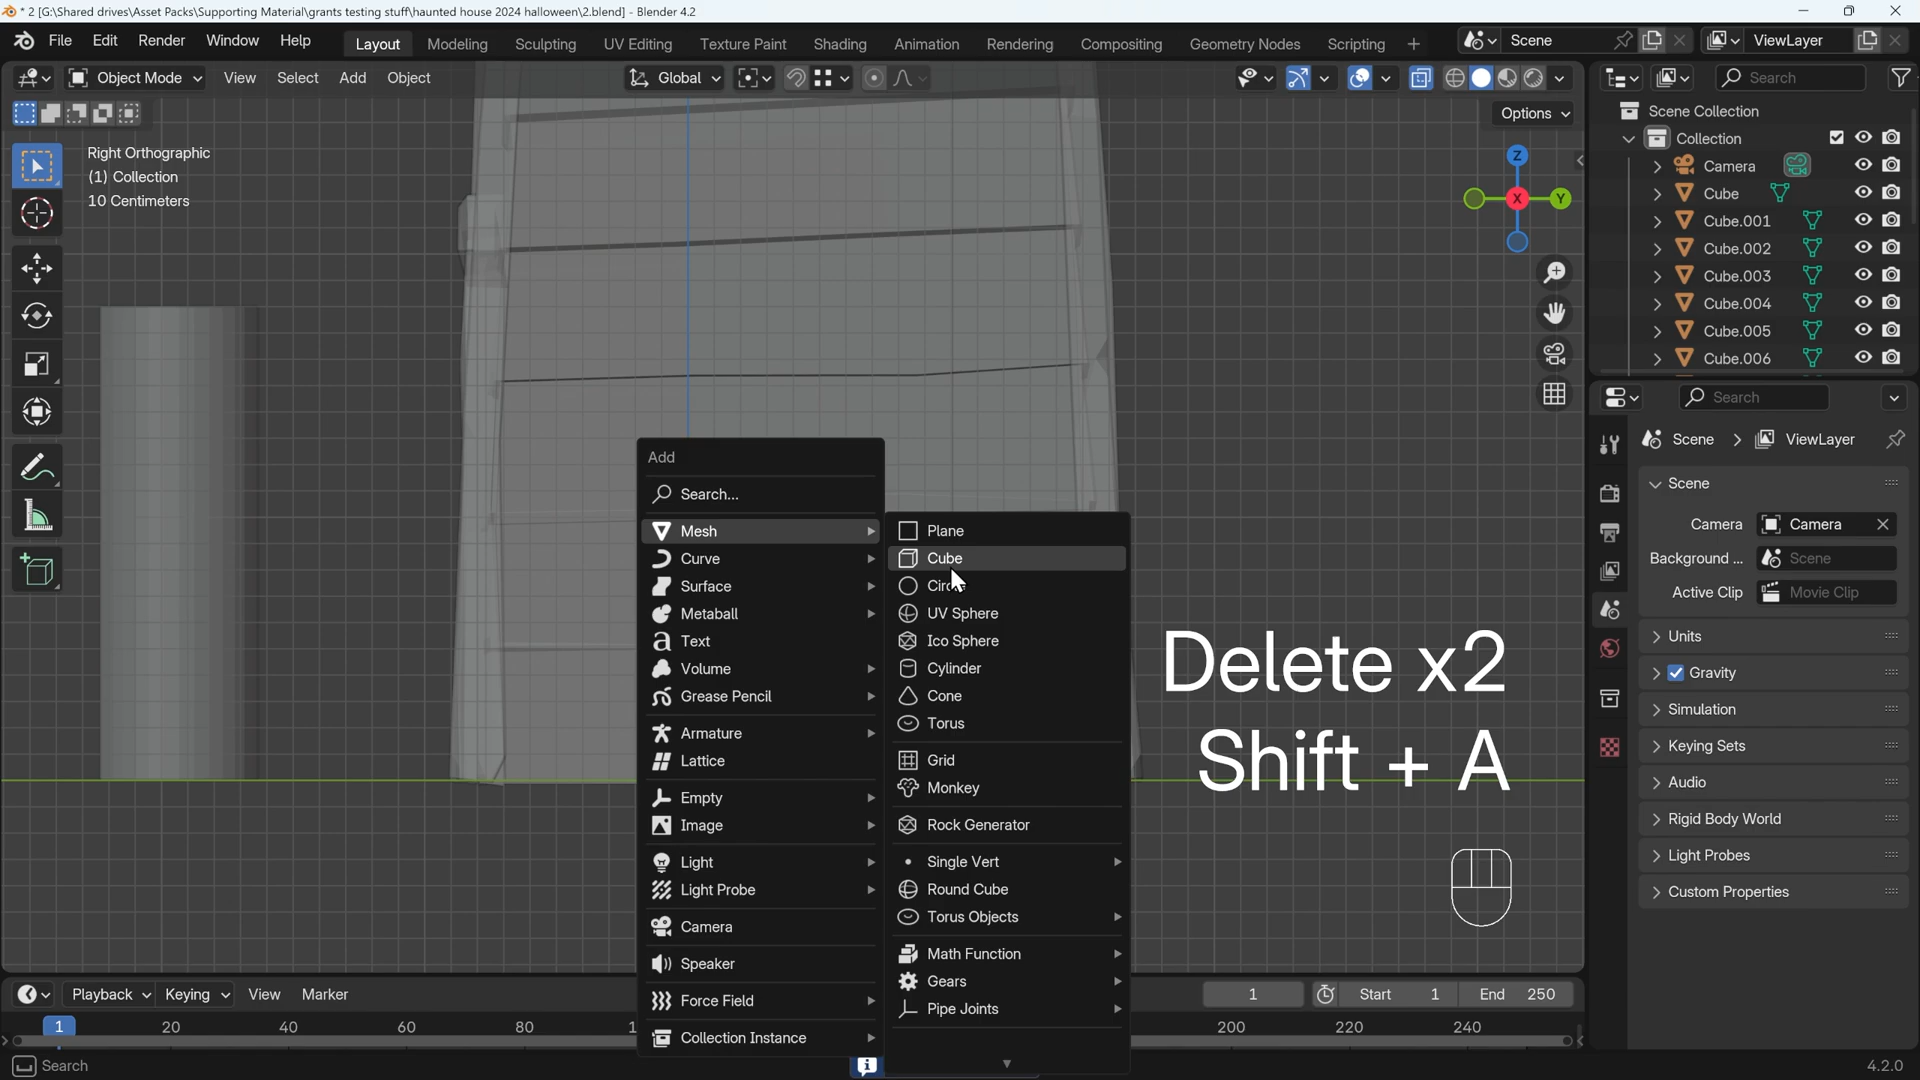 * 2 [G:\Shared drives\Asset Packs\Supporting Material\grants testing stuff\haunted house 2024 halloween\2.blend] - Blender 4.2
File Edit Render Window Help Layout Modeling Sculpting UV Editing Texture Paint Shading Animation Rendering Compositing Geometry Nodes Scripting + Scene ViewLayer
Object Mode View Select Add Object Global Search
Options
Right Orthographic
(1) Collection
10 Centimeters
Z
X
Y
Scene Collection
Collection
Camera
Cube
Cube.001
Cube.002
Cube.003
Cube.004
Cube.005
Cube.006
Search
Scene ViewLayer
Scene
Camera Camera
Background ... Scene
Active Clip Movie Clip
Units
Gravity
Simulation
Keying Sets
Audio
Rigid Body World
Light Probes
Custom Properties
Add
Search...
Mesh
Curve
Surface
Metaball
Text
Volume
Grease Pencil
Armature
Lattice
Empty
Image
Light
Light Probe
Camera
Speaker
Force Field
Collection Instance
Plane
Cube
UV Sphere
Ico Sphere
Cylinder
Cone
Torus
Grid
Monkey
Rock Generator
Single Vert
Round Cube
Torus Objects
Math Function
Gears
Pipe Joints
Delete x2
Shift + A
Playback Keying View Marker 1 Start 1 End 250
1 20 40 60 80 200 220 240
Search 4.2.0